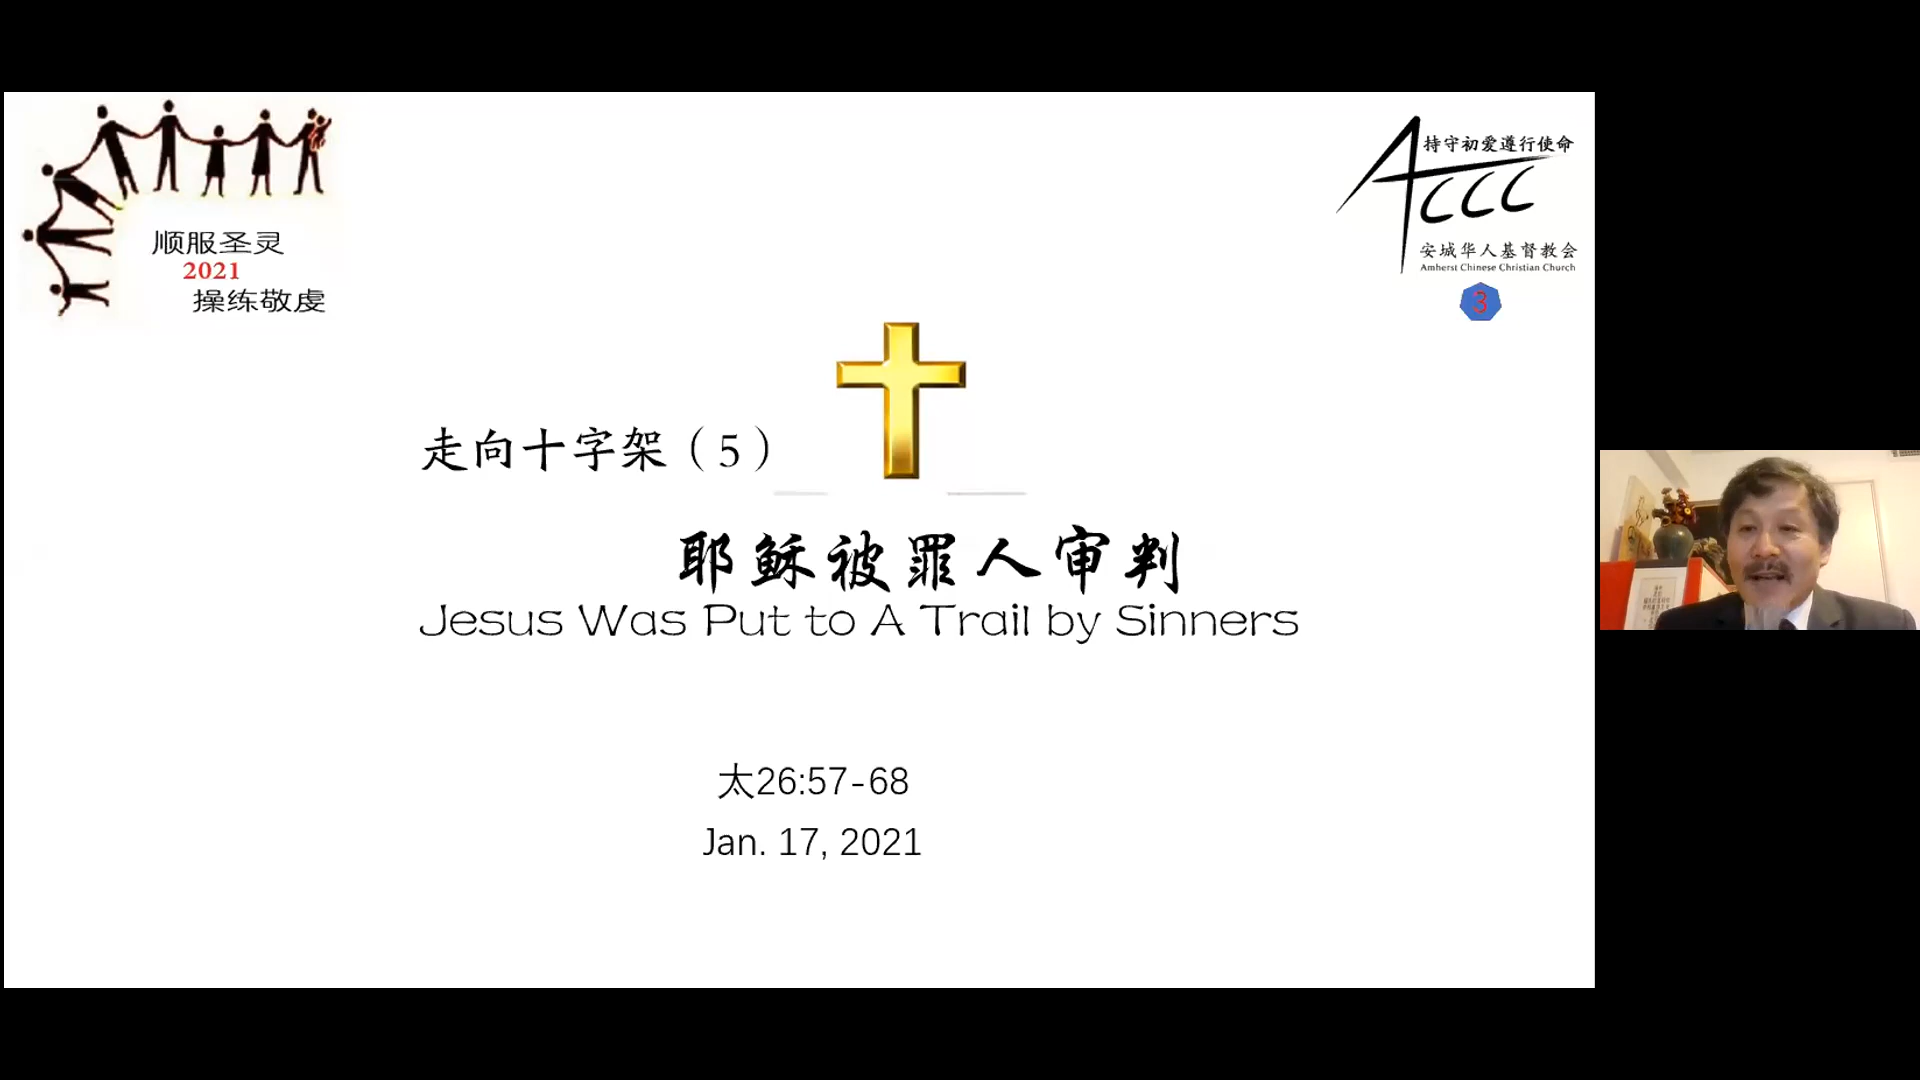 顺服圣灵
2021
操练敬虔
持守初爱遵行使命
ACCC
安城华人基督教会
Amherst Chinese Christian Church
3
走向十字架（5）
耶稣被罪人审判
Jesus Was Put to A Trail by Sinners
太26:57-68
Jan. 17, 2021